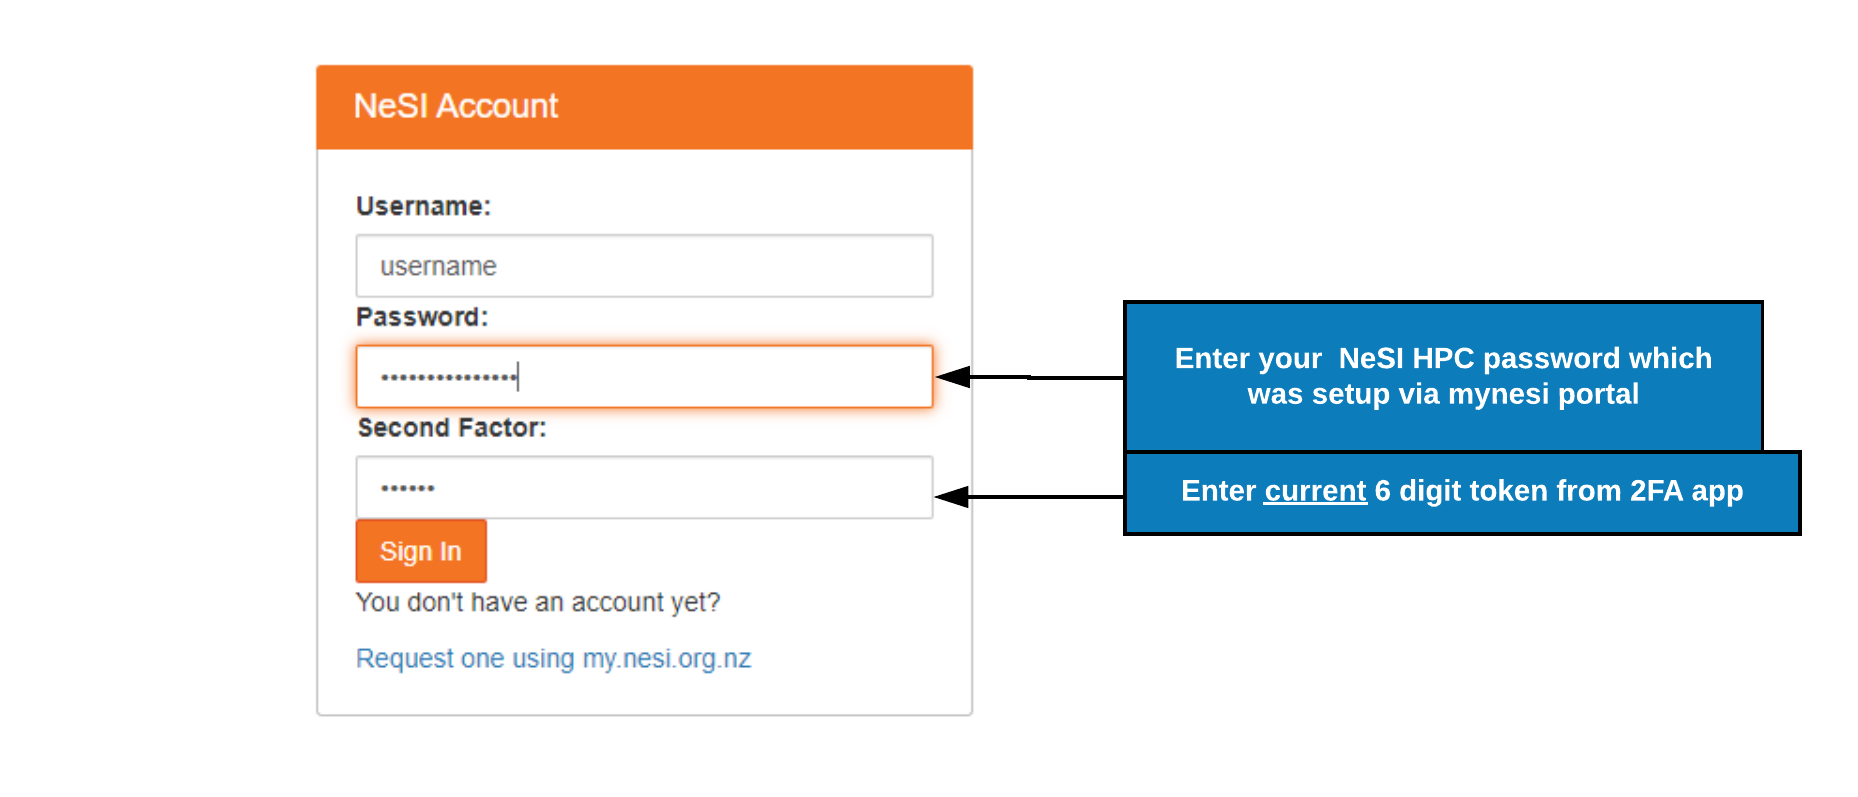 NeSI Account
Username:
username
Password:
•••••••••••••••
Second Factor:
••••••
Sign In
You don't have an account yet?
Request one using my.nesi.org.nz
Enter your  NeSI HPC password which
was setup via mynesi portal
Enter current 6 digit token from 2FA app